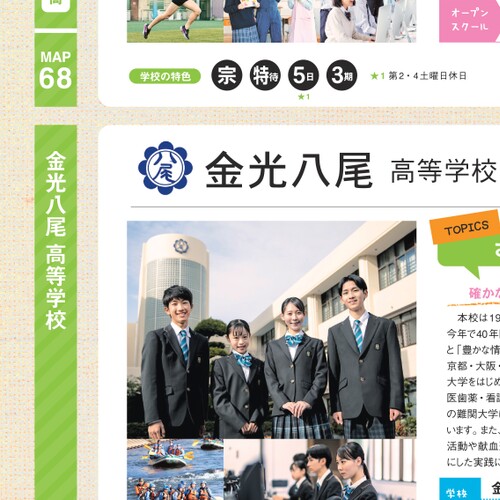 高
オープン
スクール
MAP
68
学校の特色
宗 特待 5日 3期 ★1 第2・4土曜日休日
★1
金光八尾 高等学校
八尾
金光八尾 高等学校
TOPICS
確か
本校は19
今年で40年
と「豊かな情
京都・大阪・
大学をはじめ
医歯薬・看護
の難関大学
います。また、
活動や献血
にした実践に
学校